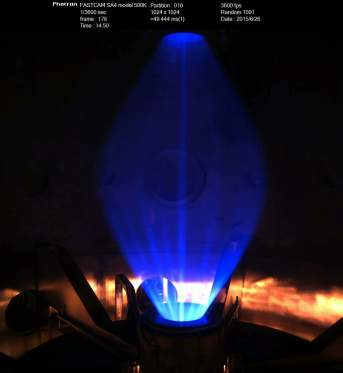 Photron FASTCAM SA4 model 500K Partition : 010 3600 fps
1/3600 sec 1024 x 1024 Random 1091
frame : 178 +49.444 ms(1) Date : 2015/6/26
Time : 14:50